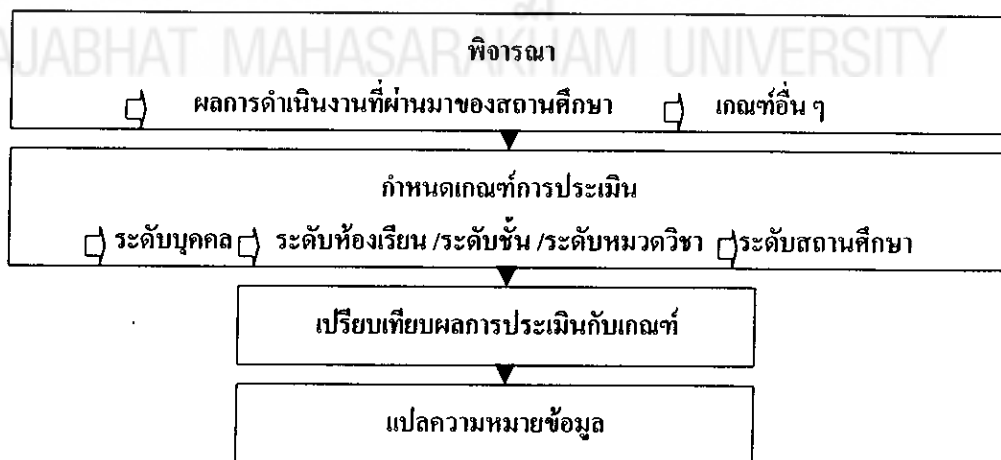 RAJABHAT MAHASARAKHAM UNIVERSITY
พิจารณา
ผลการดำเนินงานที่ผ่านมาของสถานศึกษา เกณฑ์อื่น ๆ
กำหนดเกณฑ์การประเมิน
ระดับบุคคล ระดับห้องเรียน /ระดับชั้น /ระดับหมวดวิชา ระดับสถานศึกษา
เปรียบเทียบผลการประเมินกับเกณฑ์
แปลความหมายข้อมูล